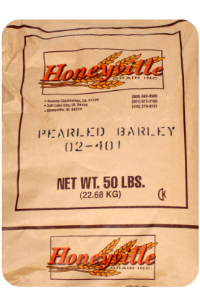 Honeyville
GRAIN INC.
PEARLED BARLEY
02-401
NET WT. 50 LBS.
(22.68 KG)
K
Honeyville
GRAIN INC.